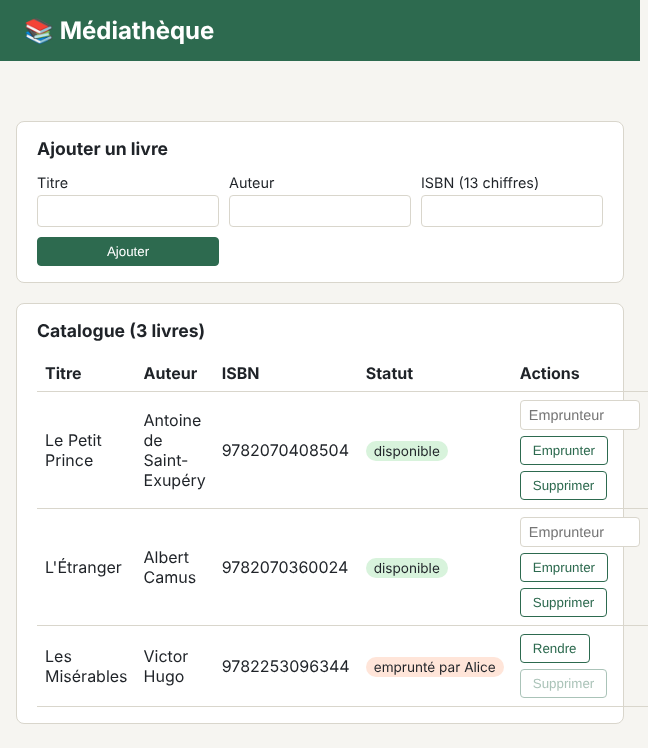 📚 Médiathèque
Ajouter un livre
Titre Auteur ISBN (13 chiffres)
Ajouter
Catalogue (3 livres)
Titre Auteur ISBN Statut Actions
Le Petit
Prince
Antoine
de
Saint-
Exupéry
9782070408504
disponible
Emprunteur
Emprunter
Supprimer
L'Étranger
Albert
Camus
9782070360024
disponible
Emprunteur
Emprunter
Supprimer
Les
Misérables
Victor
Hugo
9782253096344
emprunté par Alice
Rendre
Supprimer